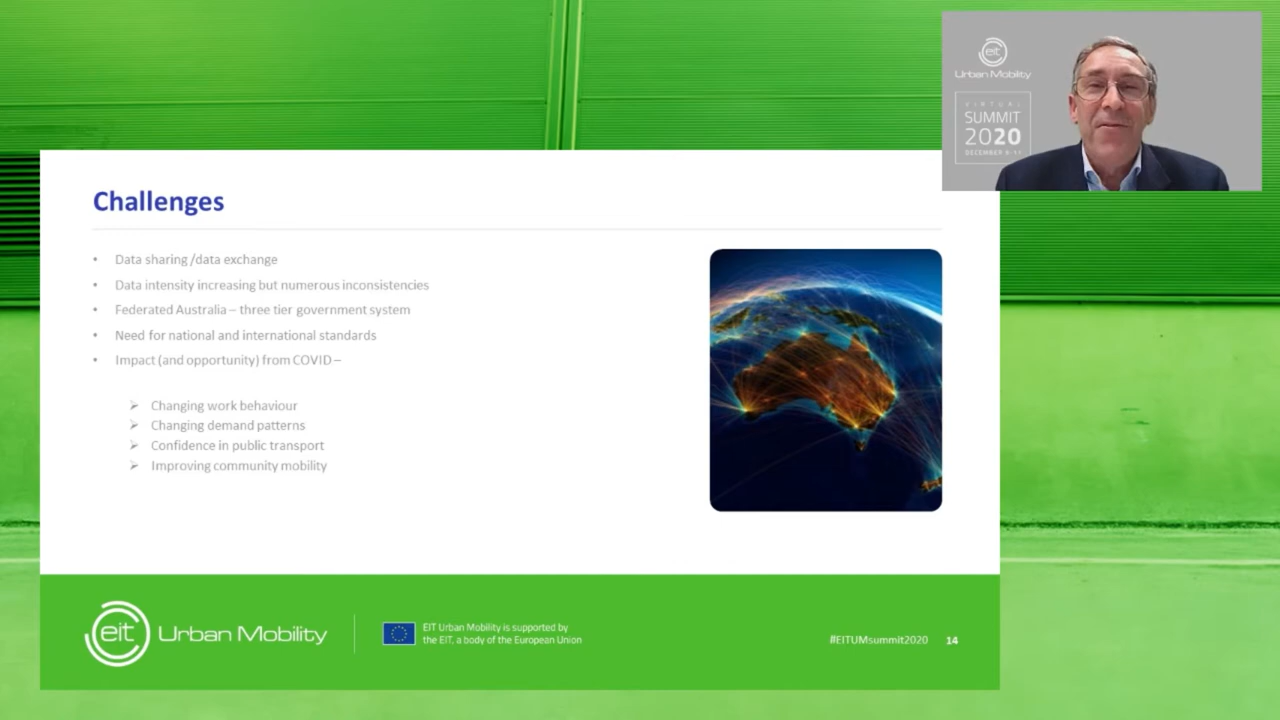 eit
Urban Mobility
VIRTUAL
SUMMIT
2020
DECEMBER 9-11
Challenges
• Data sharing /data exchange
• Data intensity increasing but numerous inconsistencies
• Federated Australia – three tier government system
• Need for national and international standards
• Impact (and opportunity) from COVID –
➢ Changing work behaviour
➢ Changing demand patterns
➢ Confidence in public transport
➢ Improving community mobility
eit Urban Mobility
EIT Urban Mobility is supported by
the EIT, a body of the European Union
#EITUMsummit2020 14